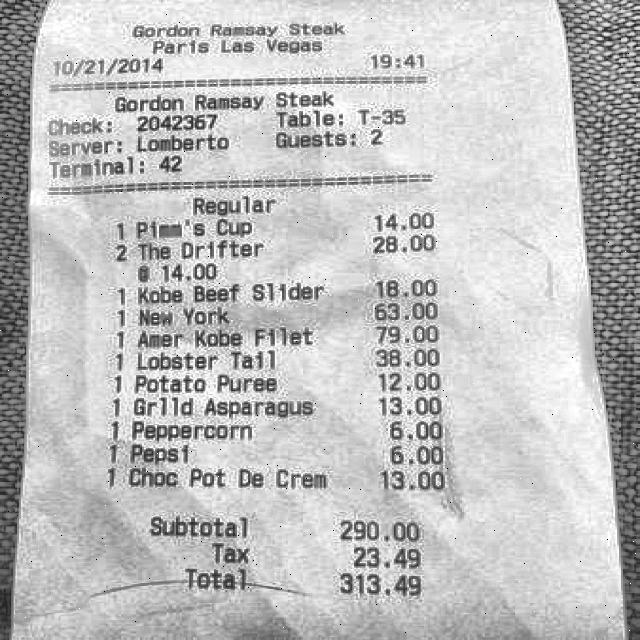 Gordon Ramsay Steak
Paris Las Vegas
10/21/2014 19:41
Gordon Ramsay Steak
Check: 2042367 Table: T-35
Server: Lomberto Guests: 2
Terminal: 42
Regular
1 Pimm's Cup 14.00
2 The Drifter 28.00
@ 14.00
1 Kobe Beef Slider 18.00
1 New York 63.00
1 Amer Kobe Filet 79.00
1 Lobster Tail 38.00
1 Potato Puree 12.00
1 Grlld Asparagus 13.00
1 Peppercorn 6.00
1 Pepsi 6.00
1 Choc Pot De Crem 13.00
Subtotal 290.00
Tax 23.49
Total 313.49